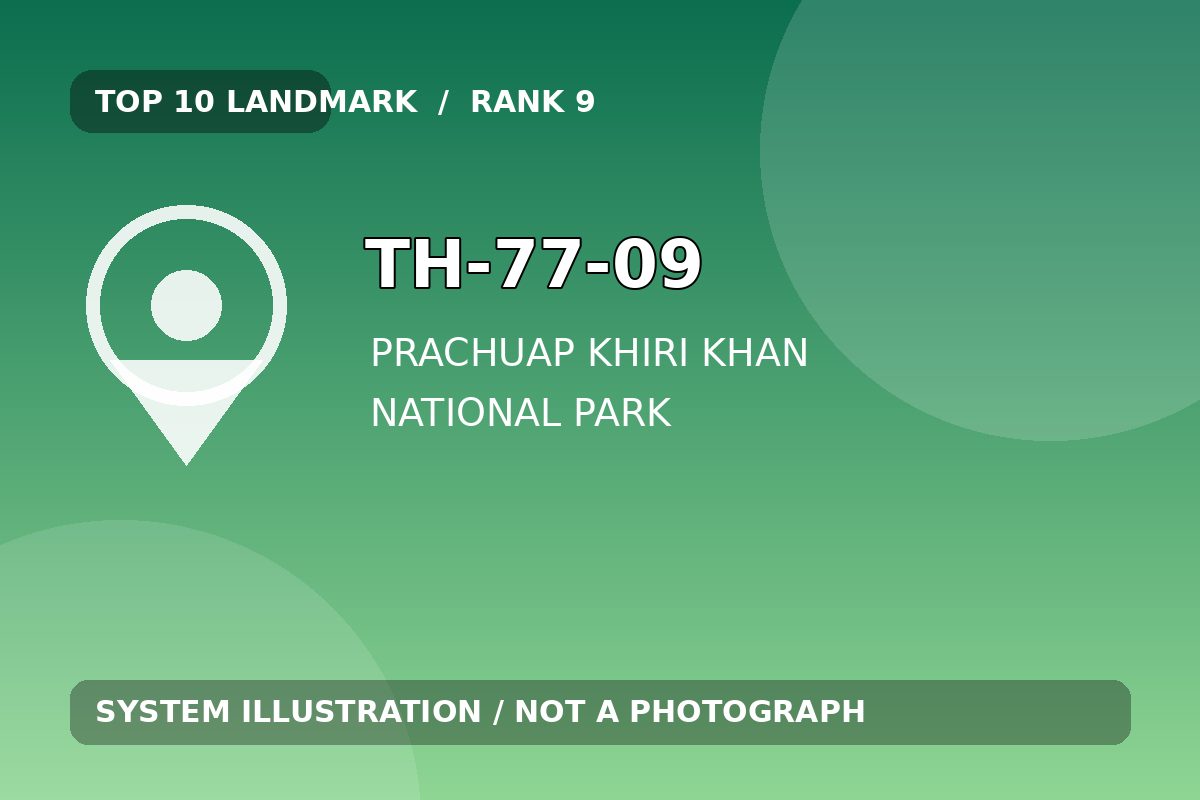 TOP 10 LANDMARK / RANK 9
TH-77-09
PRACHUAP KHIRI KHAN
NATIONAL PARK
SYSTEM ILLUSTRATION / NOT A PHOTOGRAPH